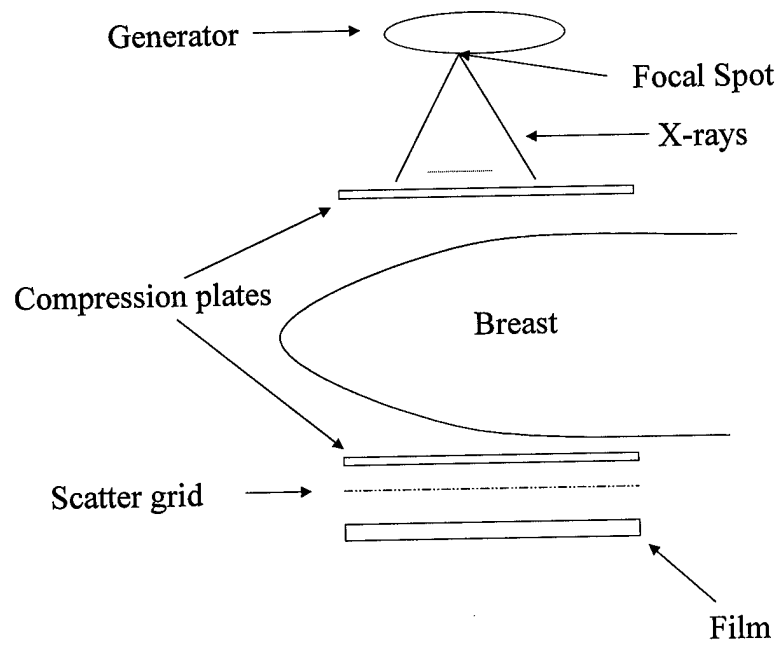 Generator
Focal Spot
X-rays
Compression plates
Breast
Scatter grid
Film